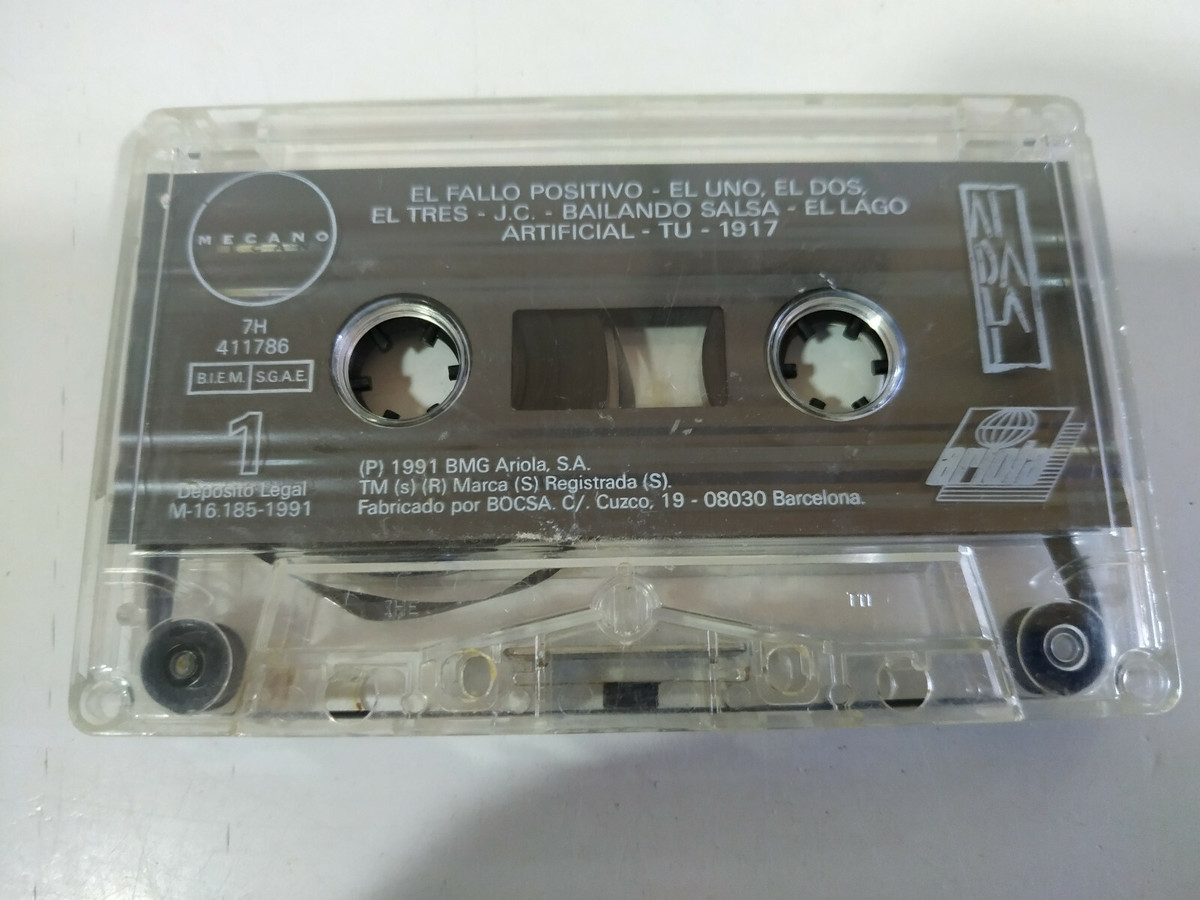 MECANO
EL FALLO POSITIVO - EL UNO, EL DOS,
EL TRES - J.C. - BAILANDO SALSA - EL LAGO
ARTIFICIAL - TU - 1917
AIDALAI
7H
411786
B.I.E.M. S.G.A.E.
1
Deposito Legal
M-16.185-1991
(P) 1991 BMG Ariola, S.A.
TM (s) (R) Marca (S) Registrada (S).
Fabricado por BOCSA. C/. Cuzco, 19 - 08030 Barcelona.
ariola